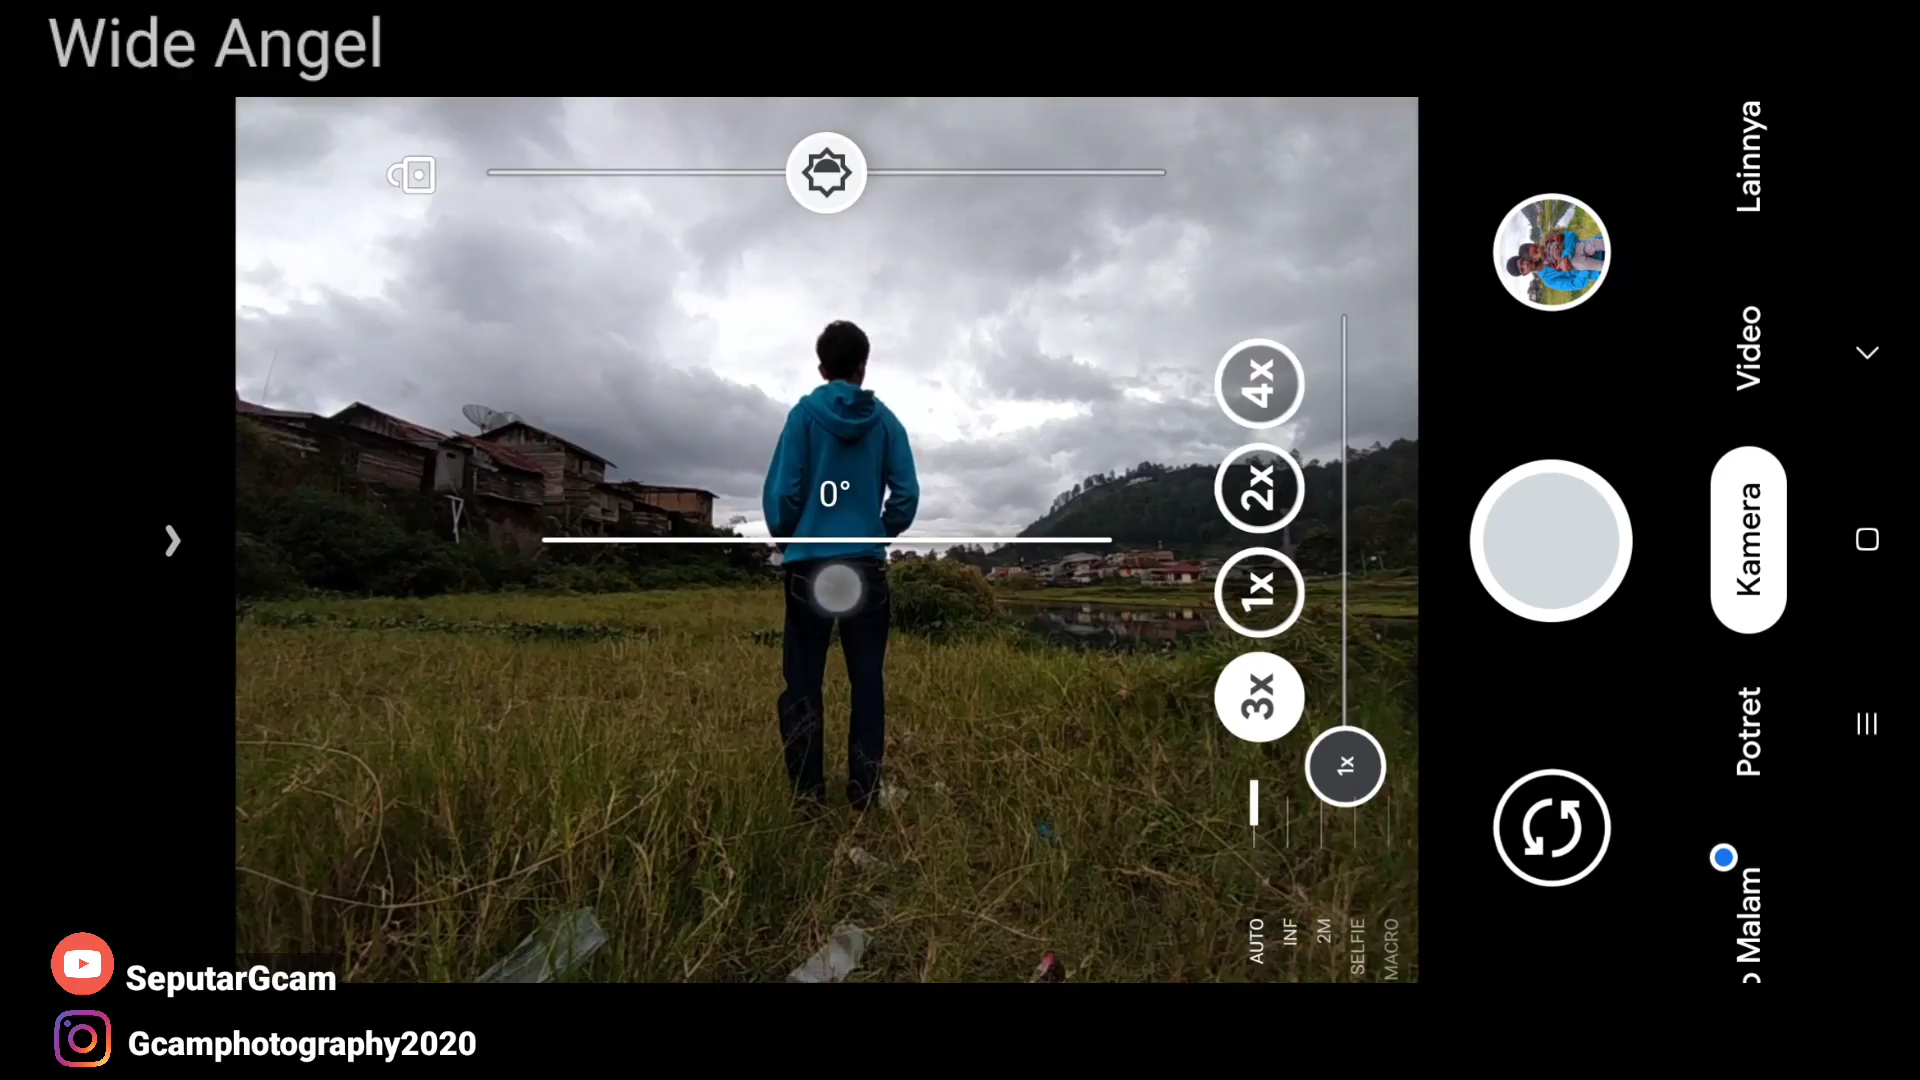 Wide Angel
0°
4x
2x
1x
3x
1x
AUTO
INF
2M
SELFIE
MACRO
Lainnya
Video
Kamera
Potret
Malam
SeputarGcam
Gcamphotography2020